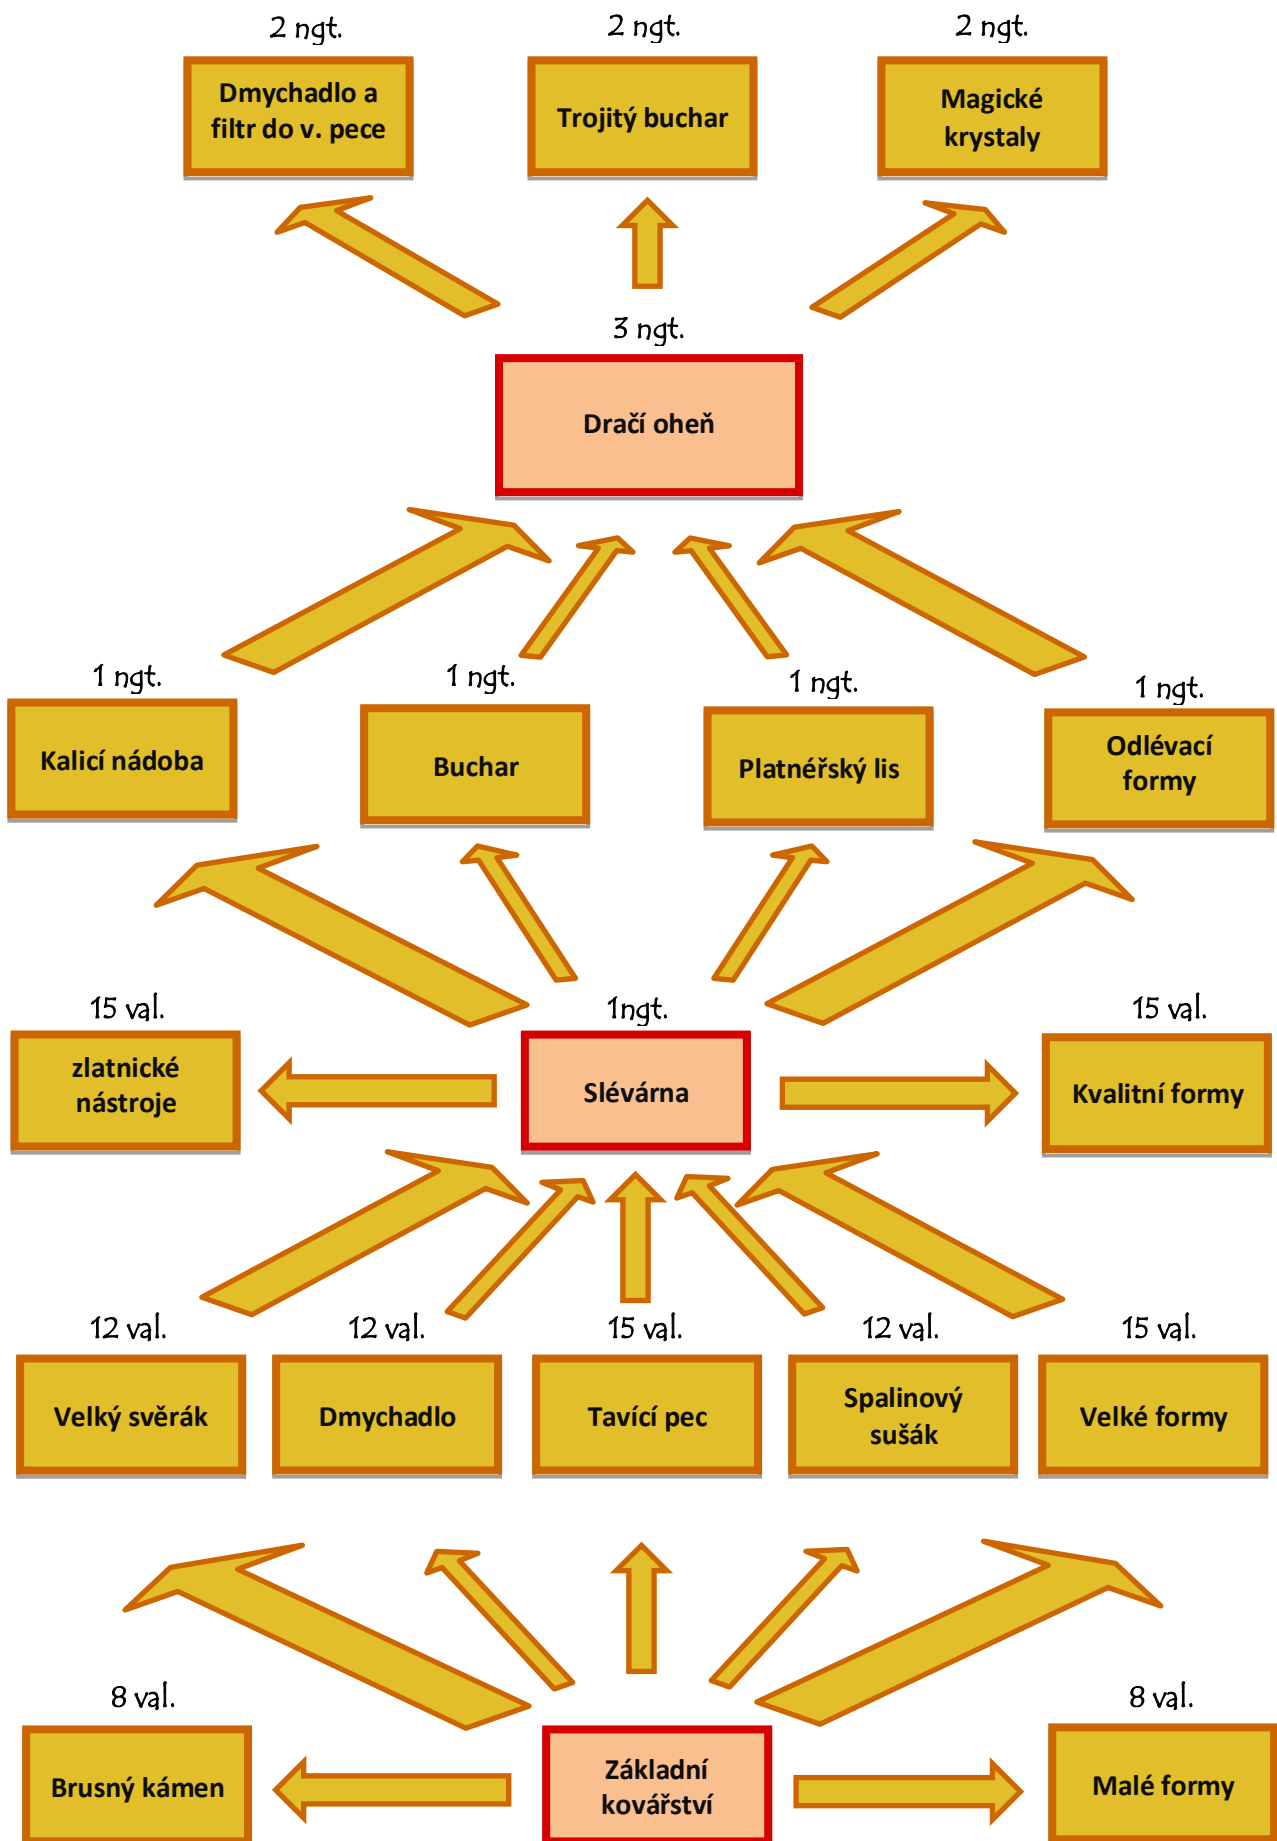 2 ngt.
2 ngt.
2 ngt.
Dmychadlo a
filtr do v. pece
Trojitý buchar
Magické
krystaly
3 ngt.
Dračí oheň
1 ngt.
1 ngt.
1 ngt.
1 ngt.
Kalicí nádoba
Buchar
Platnéřský lis
Odlévací
formy
15 val.
1ngt.
15 val.
zlatnické
nástroje
Slévárna
Kvalitní formy
12 val.
12 val.
15 val.
12 val.
15 val.
Velký svěrák
Dmychadlo
Tavící pec
Spalinový
sušák
Velké formy
8 val.
8 val.
Brusný kámen
Základní
kovářství
Malé formy